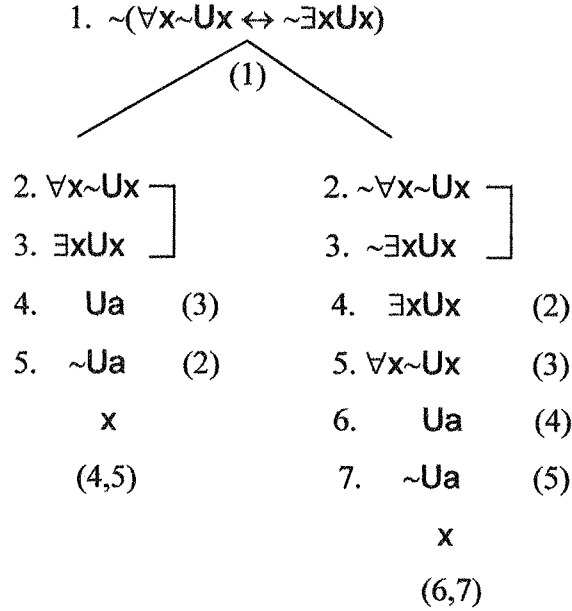 1. ~(∀x~Ux ↔ ~∃xUx)
(1)
2. ∀x~Ux
3. ∃xUx
4. Ua (3)
5. ~Ua (2)
x
(4,5)
2. ~∀x~Ux
3. ~∃xUx
4. ∃xUx (2)
5. ∀x~Ux (3)
6. Ua (4)
7. ~Ua (5)
x
(6,7)